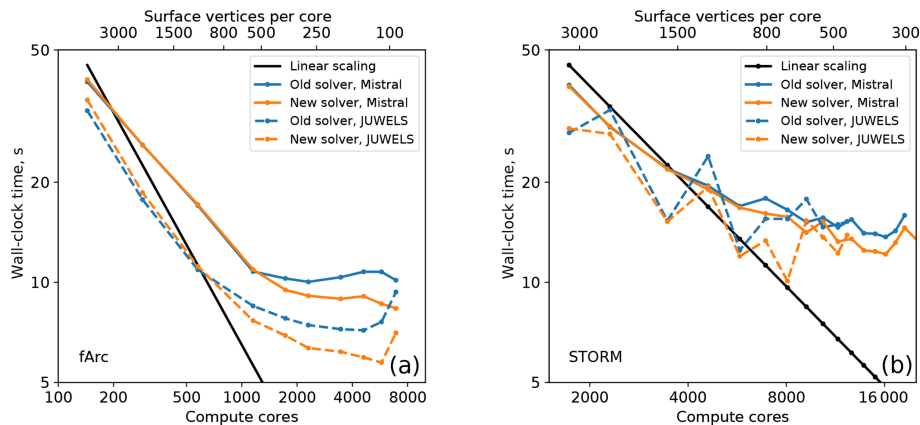 Surface vertices per core
3000 1500 800 500 250 100
50
20
10
5
Wall-clock time, s
Linear scaling
Old solver, Mistral
New solver, Mistral
Old solver, JUWELS
New solver, JUWELS
fArc
(a)
100 200 400 1000 2000 4000 8000
Compute cores
Surface vertices per core
3000 1500 800 500 300
50
20
10
5
Wall-clock time, s
Linear scaling
Old solver, Mistral
New solver, Mistral
Old solver, JUWELS
New solver, JUWELS
STORM
(b)
2000 4000 8000 16 000
Compute cores